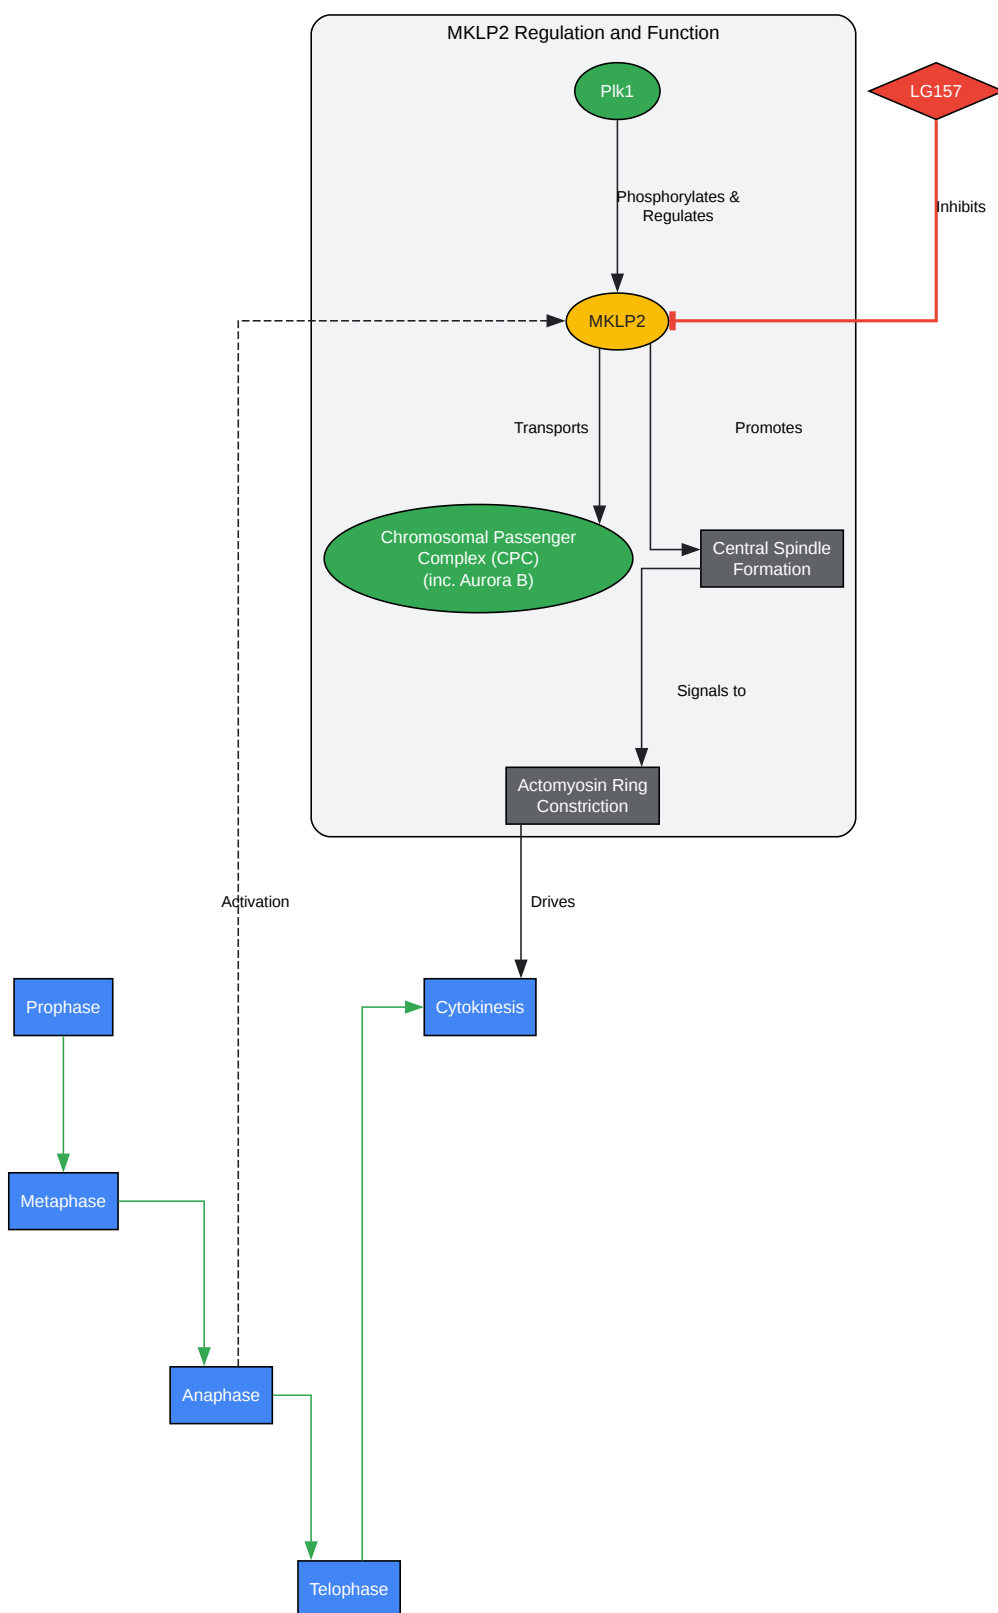 MKLP2 Regulation and Function
Plk1
LG157
Phosphorylates &
Regulates
Inhibits
MKLP2
Transports
Promotes
Chromosomal Passenger
Complex (CPC)
(inc. Aurora B)
Central Spindle
Formation
Signals to
Actomyosin Ring
Constriction
Activation
Drives
Prophase
Cytokinesis
Metaphase
Anaphase
Telophase